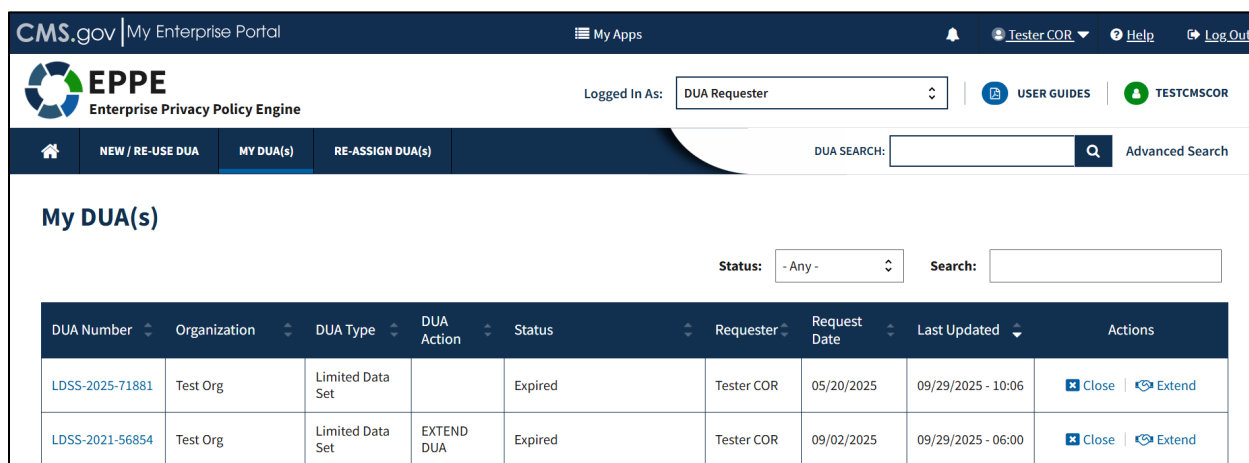 CMS.gov My Enterprise Portal My Apps Tester COR Help Log Out
EPPE
Enterprise Privacy Policy Engine
Logged In As: DUA Requester USER GUIDES TESTCMSCOR
NEW / RE-USE DUA MY DUA(s) RE-ASSIGN DUA(s) DUA SEARCH: Advanced Search
My DUA(s)
Status: - Any - Search:
DUA Number Organization DUA Type DUA Action Status Requester Request Date Last Updated Actions
LDSS-2025-71881 Test Org Limited Data Set Expired Tester COR 05/20/2025 09/29/2025 - 10:06 Close Extend
LDSS-2021-56854 Test Org Limited Data Set EXTEND DUA Expired Tester COR 09/02/2025 09/29/2025 - 06:00 Close Extend